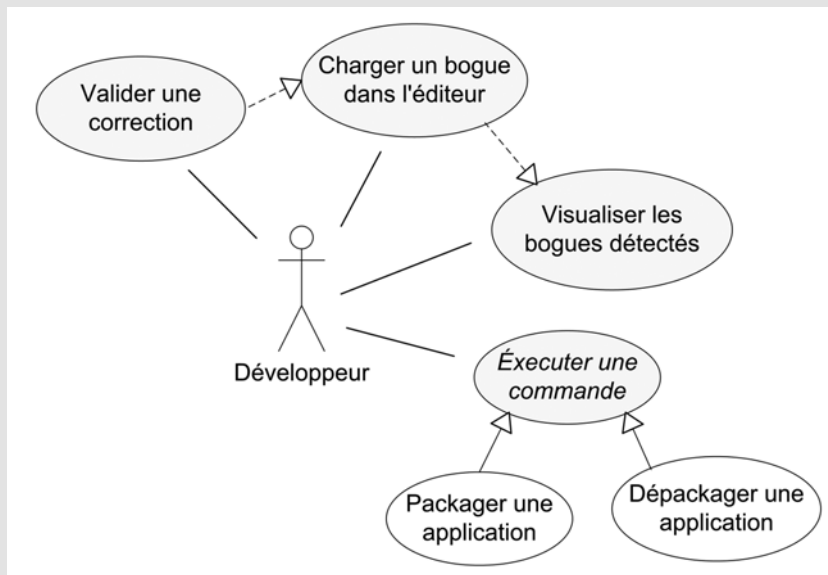 Charger un bogue
dans l'éditeur
Valider une
correction
Visualiser les
bogues détectés
Développeur
Éxecuter une
commande
Packager une
application
Dépackager une
application